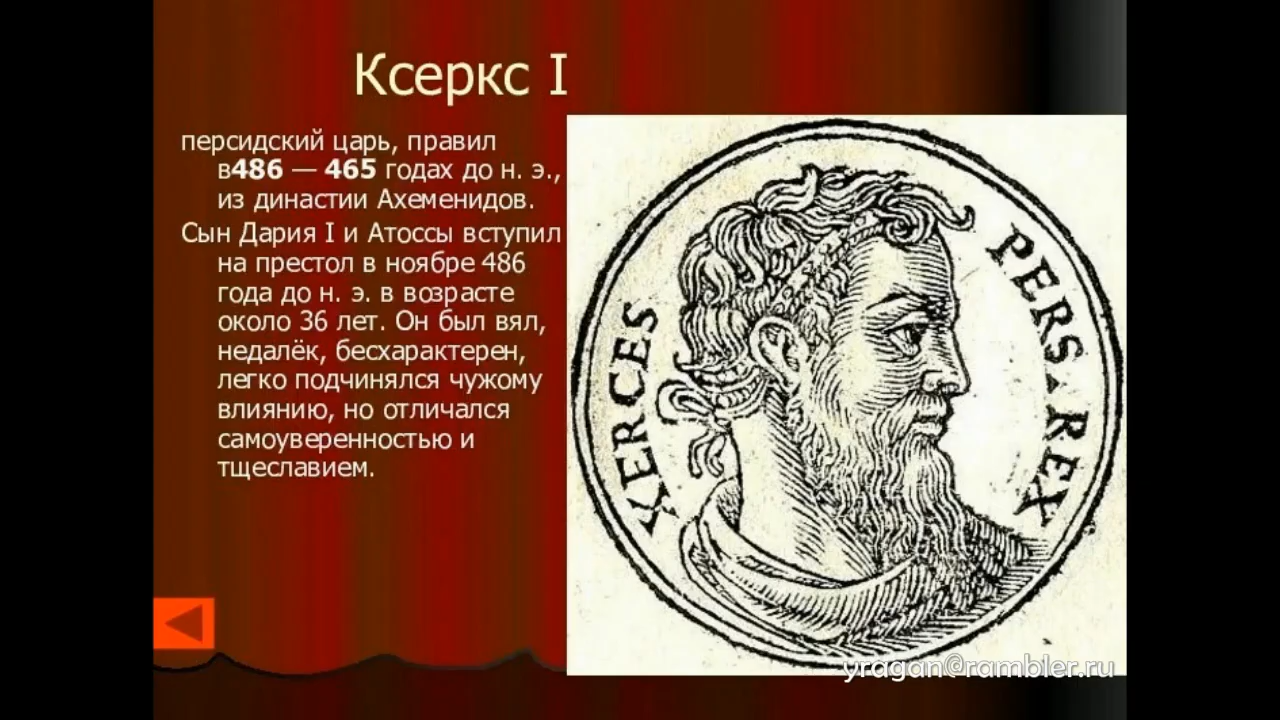 Ксеркс I
персидский царь, правил
в486 — 465 годах до н. э.,
из династии Ахеменидов.
Сын Дария I и Атоссы вступил
на престол в ноябре 486
года до н. э. в возрасте
около 36 лет. Он был вял,
недалёк, бесхарактерен,
легко подчинялся чужому
влиянию, но отличался
самоуверенностью и
тщеславием.
XERCES
PERS. REX
yragan@rambler.ru